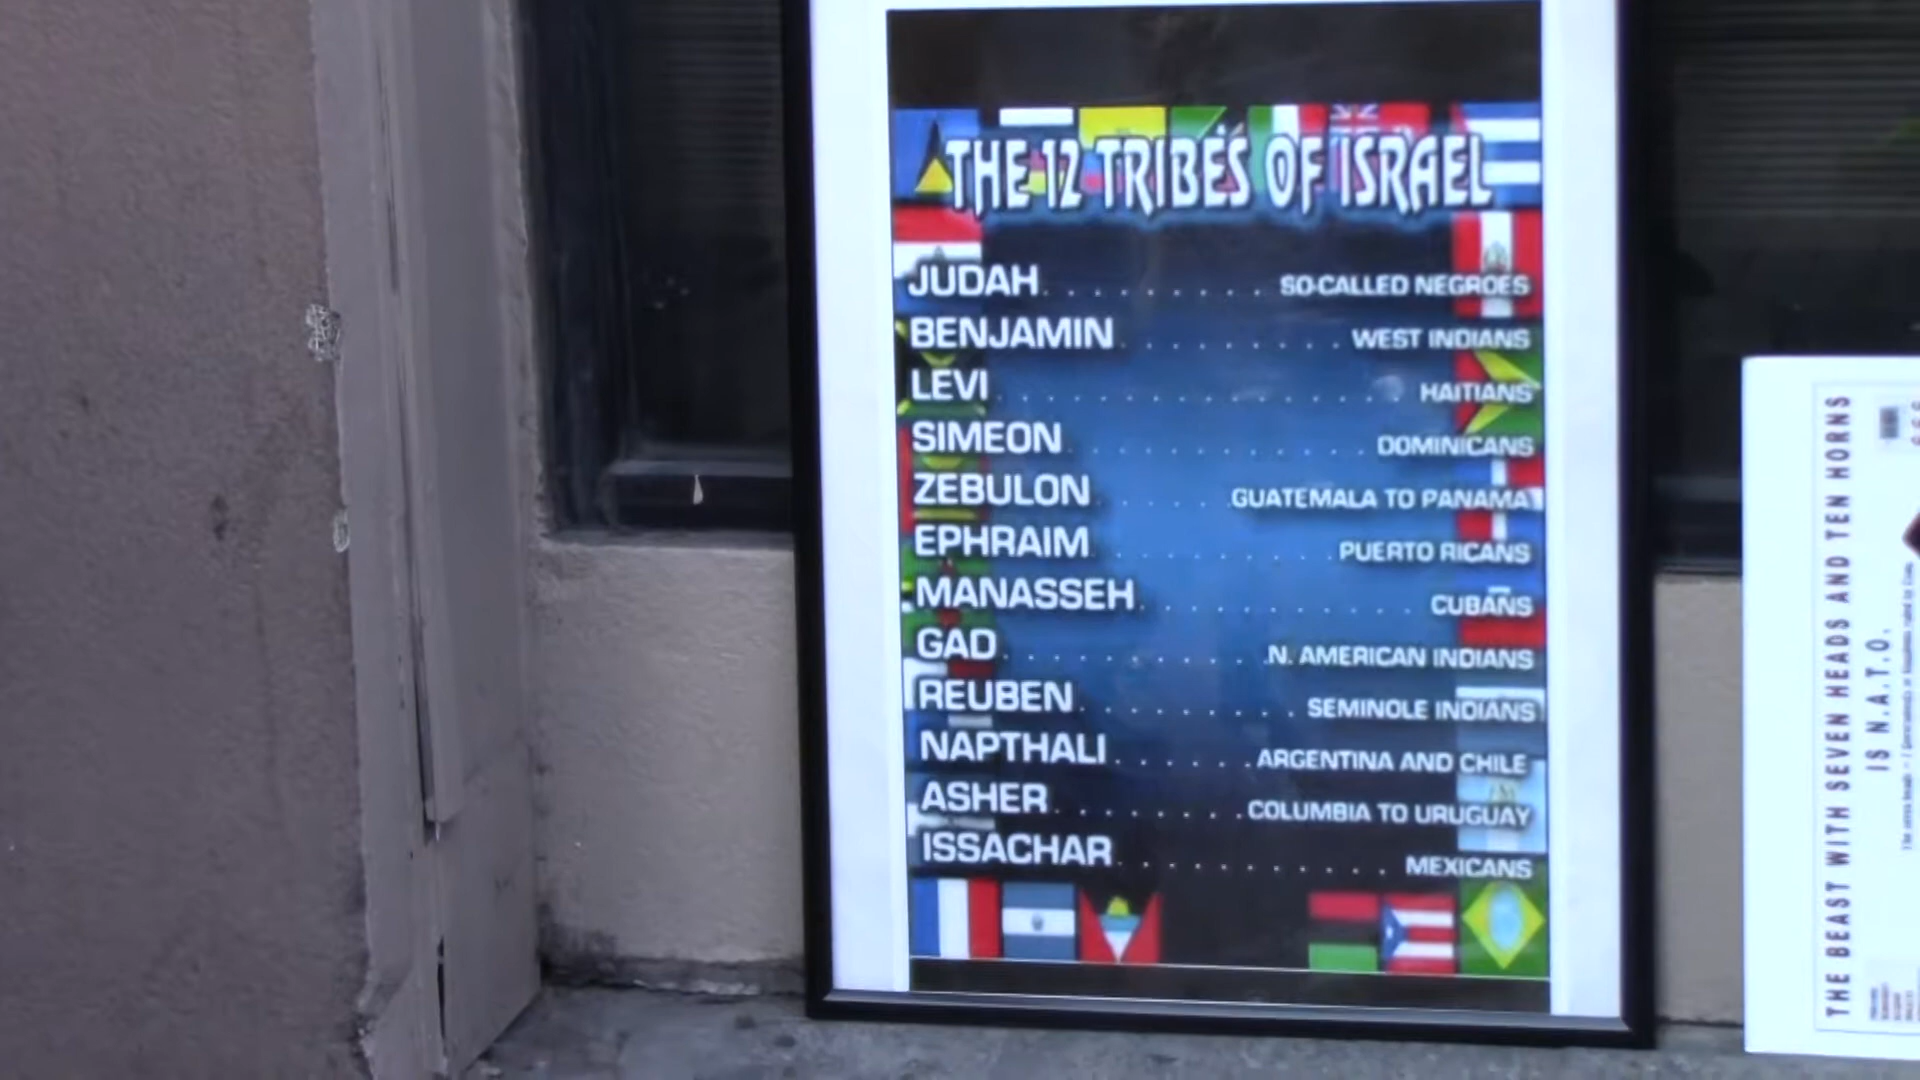 THE 12 TRIBES OF ISRAEL
JUDAH . . . . . . . . . SO-CALLED NEGROES
BENJAMIN . . . . . . . . . WEST INDIANS
LEVI . . . . . . . . . . . . . . . . HAITIANS
SIMEON . . . . . . . . . . . . DOMINICANS
ZEBULON . . . . . . GUATEMALA TO PANAMA
EPHRAIM . . . . . . . . . . PUERTO RICANS
MANASSEH . . . . . . . . . . . CUBANS
GAD . . . . . . . . . . . N. AMERICAN INDIANS
REUBEN . . . . . . . . . SEMINOLE INDIANS
NAPTHALI . . . . . . ARGENTINA AND CHILE
ASHER . . . . . . . . COLUMBIA TO URUGUAY
ISSACHAR . . . . . . . . . . . MEXICANS
THE BEAST WITH SEVEN HEADS AND TEN HORNS
IS N.A.T.O.